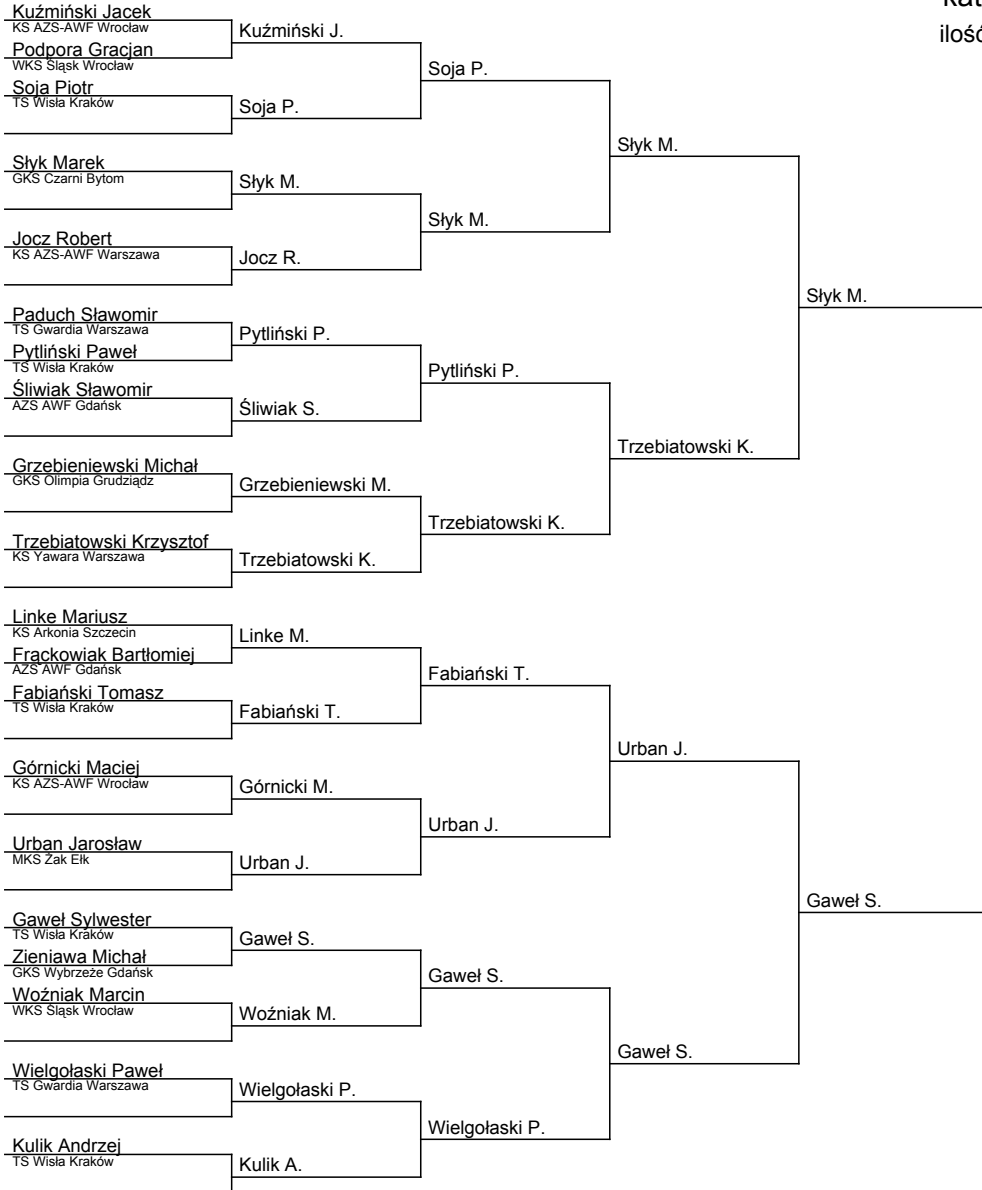 kat
ilość
Kuźmiński Jacek
KS AZS-AWF Wrocław
Podpora Gracjan
WKS Śląsk Wrocław
Soja Piotr
TS Wisła Kraków
Słyk Marek
GKS Czarni Bytom
Jocz Robert
KS AZS-AWF Warszawa
Paduch Sławomir
TS Gwardia Warszawa
Pytliński Paweł
TS Wisła Kraków
Śliwiak Sławomir
AZS AWF Gdańsk
Grzebieniewski Michał
GKS Olimpia Grudziądz
Trzebiatowski Krzysztof
KS Yawara Warszawa
Linke Mariusz
KS Arkonia Szczecin
Frąckowiak Bartłomiej
AZS AWF Gdańsk
Fabiański Tomasz
TS Wisła Kraków
Górnicki Maciej
KS AZS-AWF Wrocław
Urban Jarosław
MKS Żak Ełk
Gaweł Sylwester
TS Wisła Kraków
Zieniawa Michał
GKS Wybrzeże Gdańsk
Woźniak Marcin
WKS Śląsk Wrocław
Wielgołaski Paweł
TS Gwardia Warszawa
Kulik Andrzej
TS Wisła Kraków
Kuźmiński J.
Soja P.
Słyk M.
Jocz R.
Pytliński P.
Śliwiak S.
Grzebieniewski M.
Trzebiatowski K.
Linke M.
Fabiański T.
Górnicki M.
Urban J.
Gaweł S.
Woźniak M.
Wielgołaski P.
Kulik A.
Soja P.
Słyk M.
Pytliński P.
Trzebiatowski K.
Fabiański T.
Urban J.
Gaweł S.
Wielgołaski P.
Słyk M.
Trzebiatowski K.
Urban J.
Gaweł S.
Słyk M.
Gaweł S.